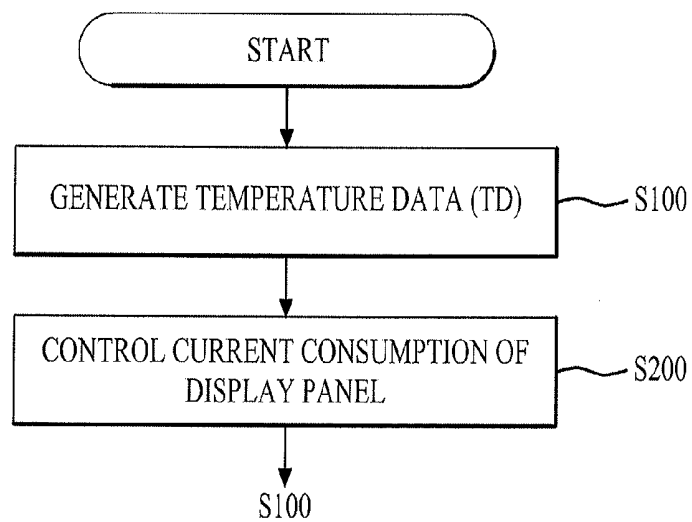 START
GENERATE TEMPERATURE DATA (TD)
S100
CONTROL CURRENT CONSUMPTION OF
DISPLAY PANEL
S200
S100